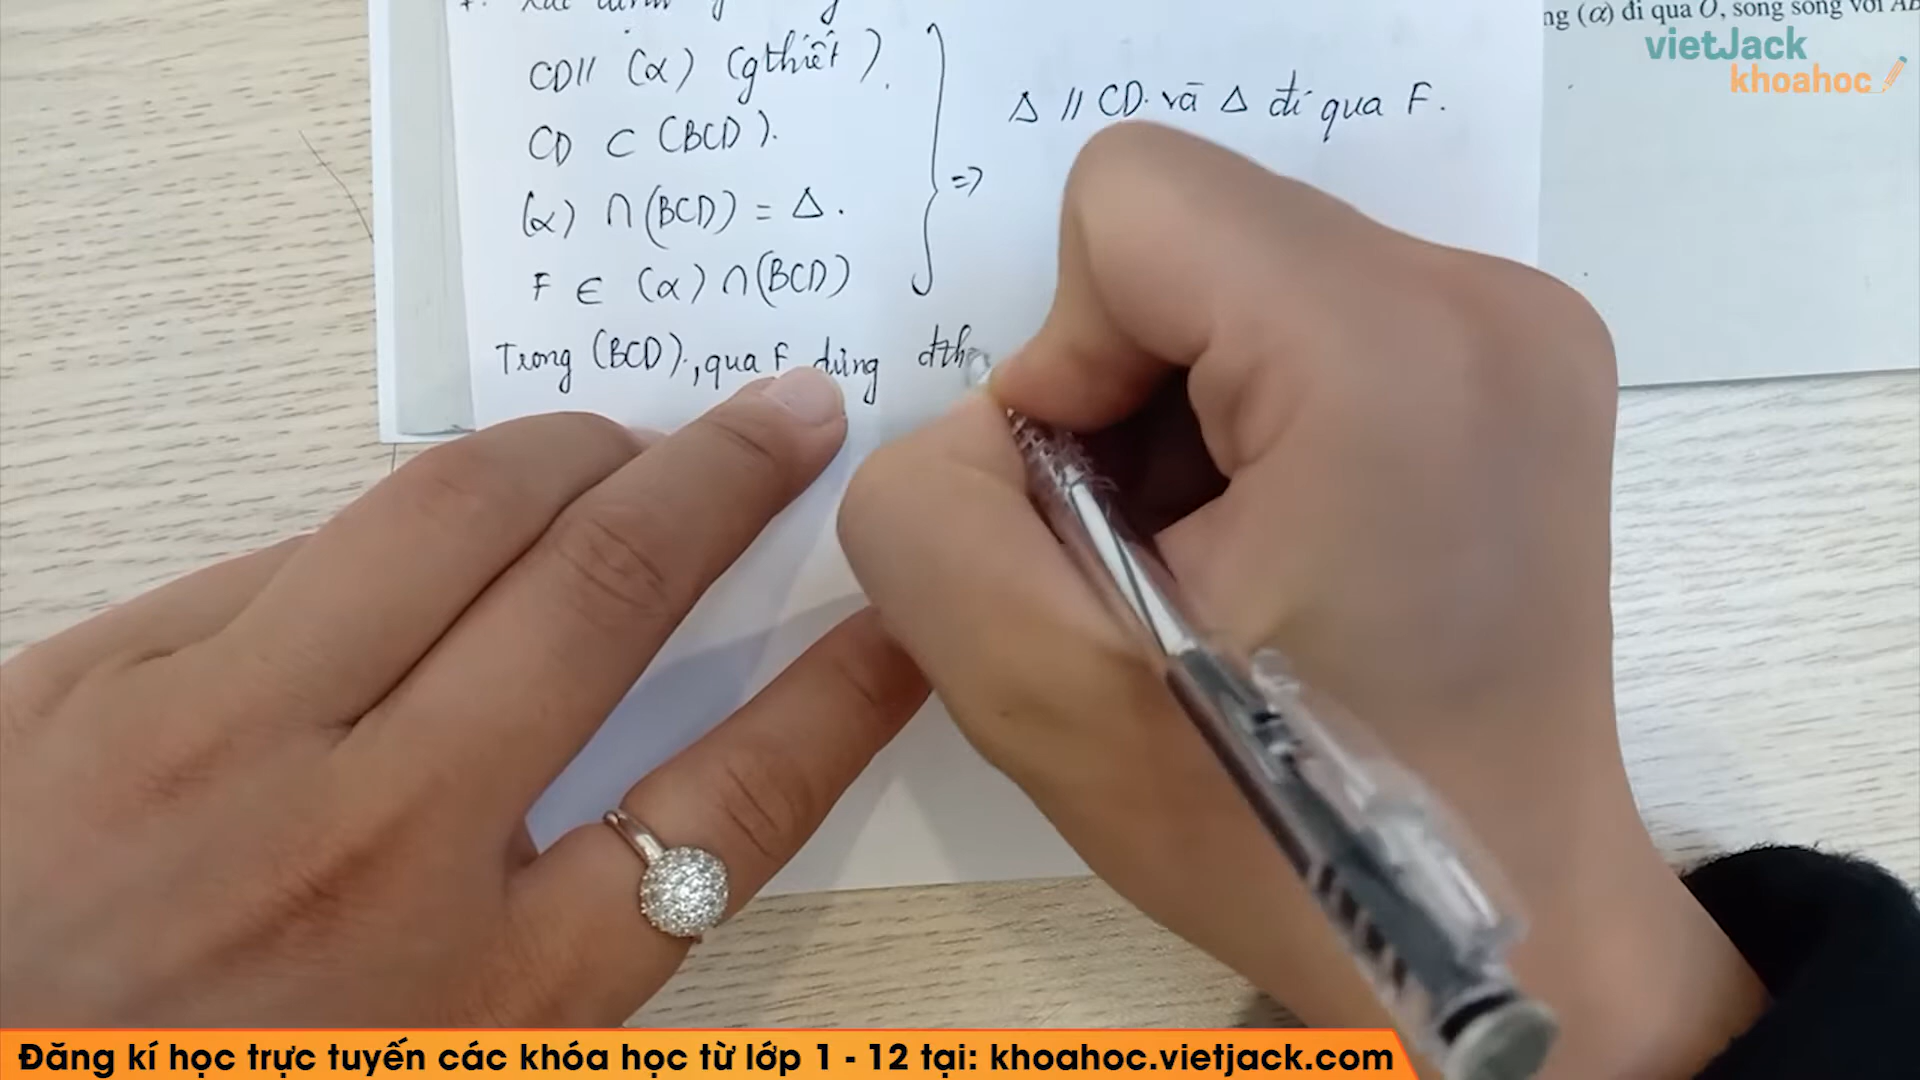 ng (α) đi qua O, song song với AB
vietJack
khoahoc
CD // (α) (gthiết).
CD ⊂ (BCD).
(α) ∩ (BCD) = Δ.
F ∈ (α) ∩ (BCD)
=> Δ // CD và Δ đi qua F.
Trong (BCD), qua F dựng đth
Đăng kí học trực tuyến các khóa học từ lớp 1 - 12 tại: khoahoc.vietjack.com